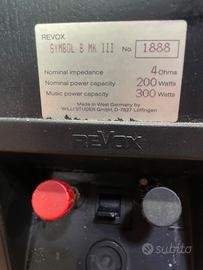 REVOX
SYMBOL B MK III No. 1888
Nominal impedance 4 Ohms
Nominal power capacity 200 Watts
Music power capacity 300 Watts
Made in West Germany by
WILLI STUDER GmbH, D-7827 Löffingen
REVOX
subito